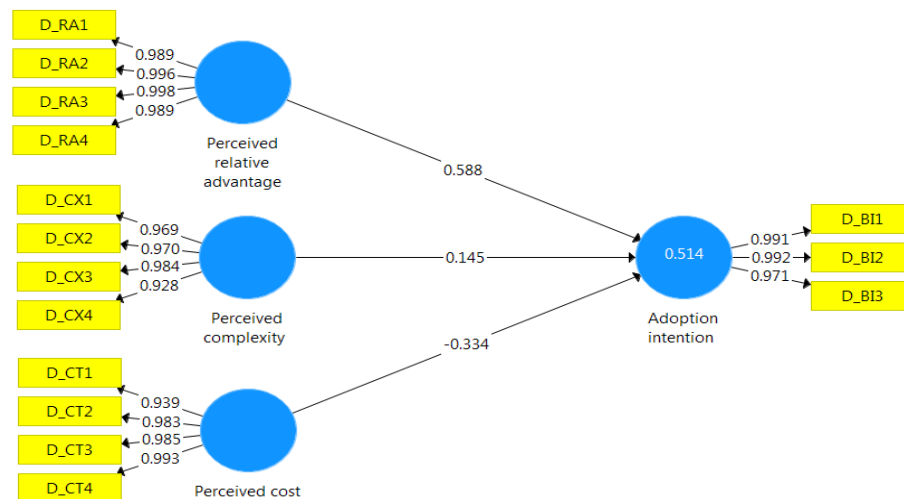 D_RA1
D_RA2
D_RA3
D_RA4
0.989
0.996
0.998
0.989
Perceived
relative
advantage
0.588
D_CX1
D_CX2
D_CX3
D_CX4
0.969
0.970
0.984
0.928
Perceived
complexity
0.145
D_CT1
D_CT2
D_CT3
D_CT4
0.939
0.983
0.985
0.993
Perceived cost
-0.334
0.514
Adoption
intention
0.991
0.992
0.971
D_BI1
D_BI2
D_BI3